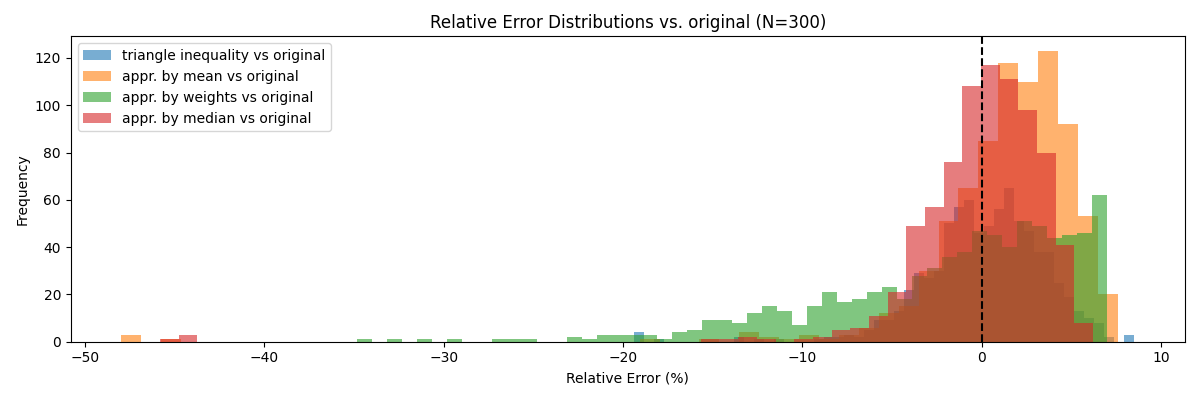 Relative Error Distributions vs. original (N=300)
triangle inequality vs original
appr. by mean vs original
appr. by weights vs original
appr. by median vs original
Frequency
120
100
80
60
40
20
0
−50 −40 −30 −20 −10 0 10
Relative Error (%)